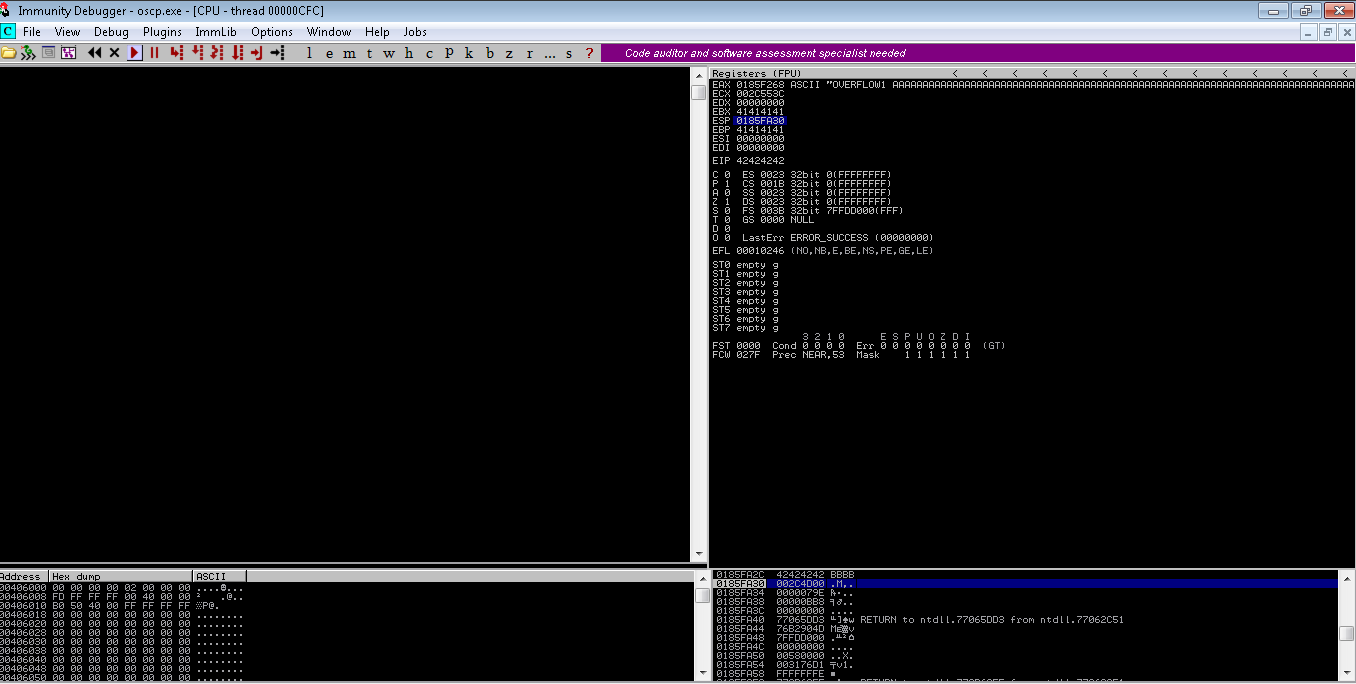 Immunity Debugger - oscp.exe - [CPU - thread 00000CFC]
C File View Debug Plugins ImmLib Options Window Help Jobs
l e m t w h c P k b z r ... s ? Code auditor and software assessment specialist needed
Registers (FPU) < < < < < < < < < < < < < <
EAX 0185F268 ASCII "OVERFLOW1 AAAAAAAAAAAAAAAAAAAAAAAAAAAAAAAAAAAAAAAAAAAAAAAAAAAAAAAAAAAAAAAAAAAAAAAAAAAAA
ECX 002C553C
EDX 00000000
EBX 41414141
ESP 0185FA30
EBP 41414141
ESI 00000000
EDI 00000000
EIP 42424242
C 0 ES 0023 32bit 0(FFFFFFFF)
P 1 CS 001B 32bit 0(FFFFFFFF)
A 0 SS 0023 32bit 0(FFFFFFFF)
Z 1 DS 0023 32bit 0(FFFFFFFF)
S 0 FS 003B 32bit 7FFDD000(FFF)
T 0 GS 0000 NULL
D 0
O 0 LastErr ERROR_SUCCESS (00000000)
EFL 00010246 (NO,NB,E,BE,NS,PE,GE,LE)
ST0 empty g
ST1 empty g
ST2 empty g
ST3 empty g
ST4 empty g
ST5 empty g
ST6 empty g
ST7 empty g
3 2 1 0 E S P U O Z D I
FST 0000 Cond 0 0 0 0 Err 0 0 0 0 0 0 0 0 (GT)
FCW 027F Prec NEAR,53 Mask 1 1 1 1 1 1
Address Hex dump ASCII
00406000 00 00 00 00 02 00 00 00
00406008 FD FF FF FF 00 40 00 00
00406010 B0 50 40 00 FF FF FF FF
00406018 00 00 00 00 00 00 00 00 ........
00406020 00 00 00 00 00 00 00 00 ........
00406028 00 00 00 00 00 00 00 00 ........
00406030 00 00 00 00 00 00 00 00 ........
00406038 00 00 00 00 00 00 00 00 ........
00406040 00 00 00 00 00 00 00 00 ........
00406048 00 00 00 00 00 00 00 00 ........
00406050 00 00 00 00 00 00 00 00 ........
0185FA2C 42424242 BBBB
0185FA30 002C4D00 .M,.
0185FA34 0000079E
0185FA38 00000BB8
0185FA3C 00000000 ....
0185FA40 77065DD3 RETURN to ntdll.77065DD3 from ntdll.77062C51
0185FA44 76B2904D
0185FA48 7FFDD000
0185FA4C 00000000 ....
0185FA50 00580000 ..X.
0185FA54 003176D1
0185FA58 FFFFFFFE